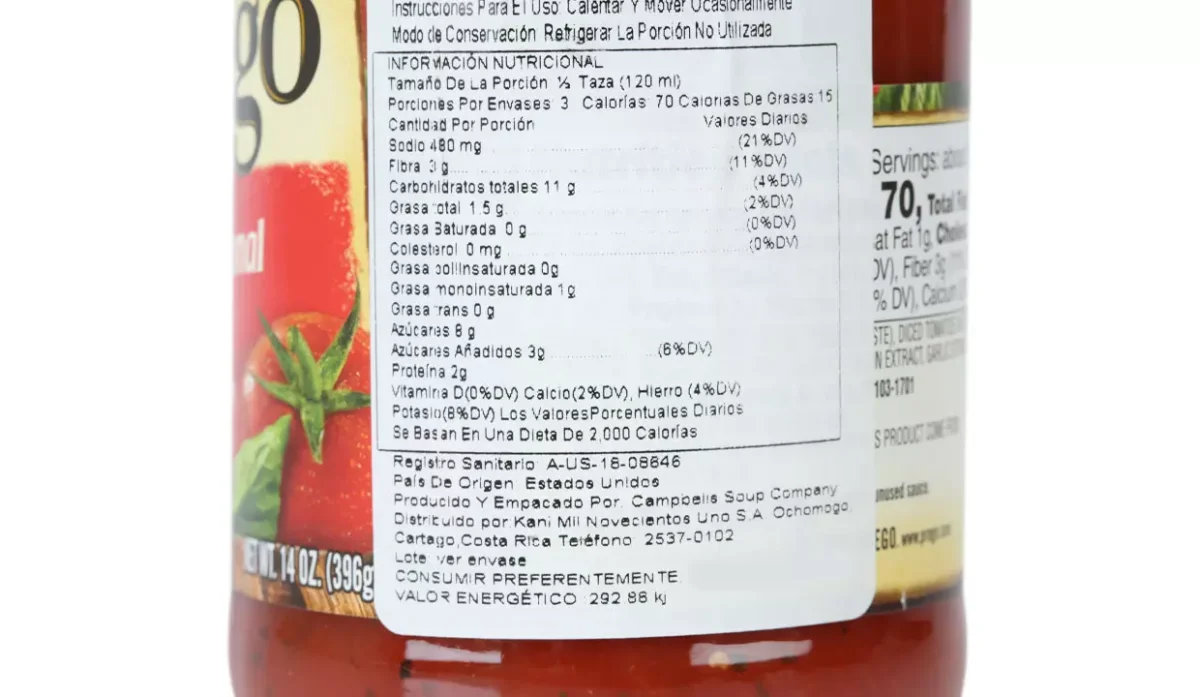 go
nal
NET WT. 14 OZ. (396g
Instrucciones Para El Uso: Calentar Y Mover Ocasionalmente
Modo de Conservación Refrigerar La Porción No Utilizada
INFORMACIÓN NUTRICIONAL
Tamaño De La Porción ½ Taza (120 ml)
Porciones Por Envases 3 Calorías 70 Calorias De Grasas 15
Cantidad Por Porción Valores Diarios
Sodio 480 mg (21%DV)
Fibra 3 g (11%DV)
Carbohidratos totales 11 g (4%DV)
Grasa total 1.5 g. (2%DV)
Grasa Saturada 0 g (0%DV)
Colesterol 0 mg (0%DV)
Grasa poliinsaturada 0g
Grasa monoinsaturada 1g
Grasa trans 0 g
Azúcares 8 g
Azúcares Añadidos 3g (6%DV)
Proteína 2g
Vitamina D(0%DV) Calcio(2%DV), Hierro (4%DV)
Potasio(8%DV) Los ValoresPorcentuales Diarios
Se Basan En Una Dieta De 2,000 Calorías
Registro Sanitario A-US-16-08646
País De Origen Estados Unidos
Producido Y Empacado Por. Campbells Soup Company
Distribuido por:Kani Mil Novecientos Uno S.A. Ochomogo,
Cartago,Costa Rica Teléfono 2537-0102
Lote: ver envase
CONSUMIR PREFERENTEMENTE.
VALOR ENERGÉTICO 292.88 kj
Servings:
70, Total
at Fat 1g,
DV), Fiber 3g
% DV),
STE), DICED
N EXTRACT,
103-1701
S PRODUCT COME
unused sauce.
EGO. www.prego.